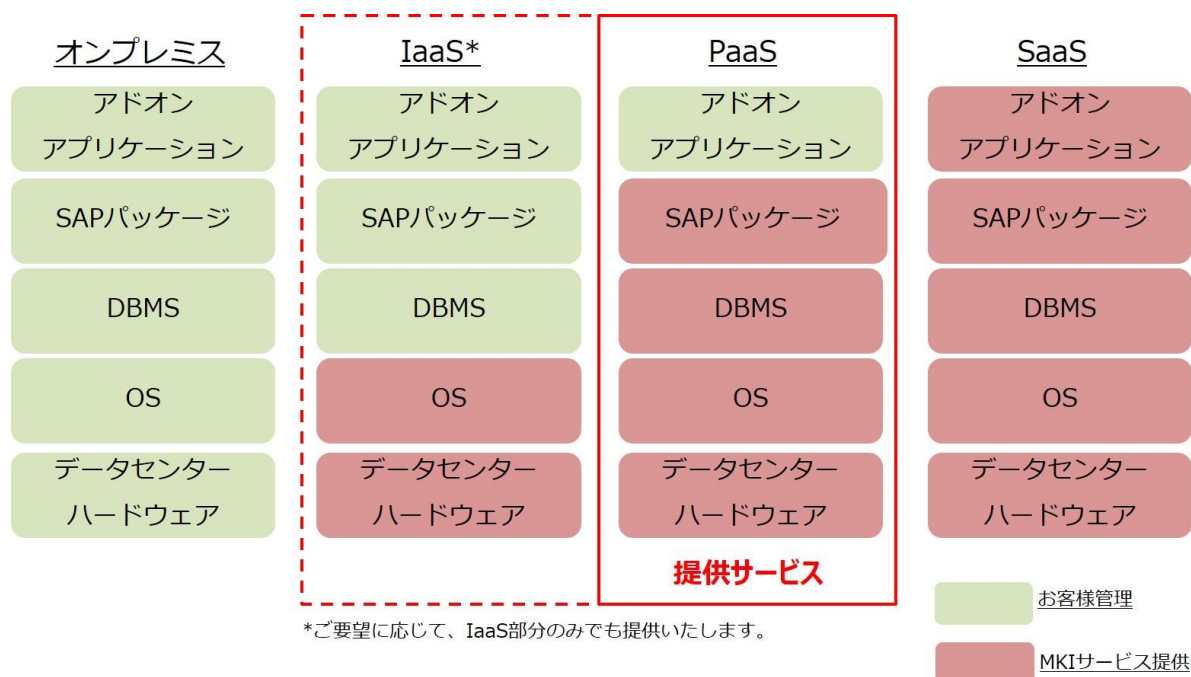 オンプレミス
アドオン
アプリケーション
SAPパッケージ
DBMS
OS
データセンター
ハードウェア
IaaS*
アドオン
アプリケーション
SAPパッケージ
DBMS
OS
データセンター
ハードウェア
PaaS
アドオン
アプリケーション
SAPパッケージ
DBMS
OS
データセンター
ハードウェア
提供サービス
SaaS
アドオン
アプリケーション
SAPパッケージ
DBMS
OS
データセンター
ハードウェア
*ご要望に応じて、IaaS部分のみでも提供いたします。
お客様管理
MKIサービス提供